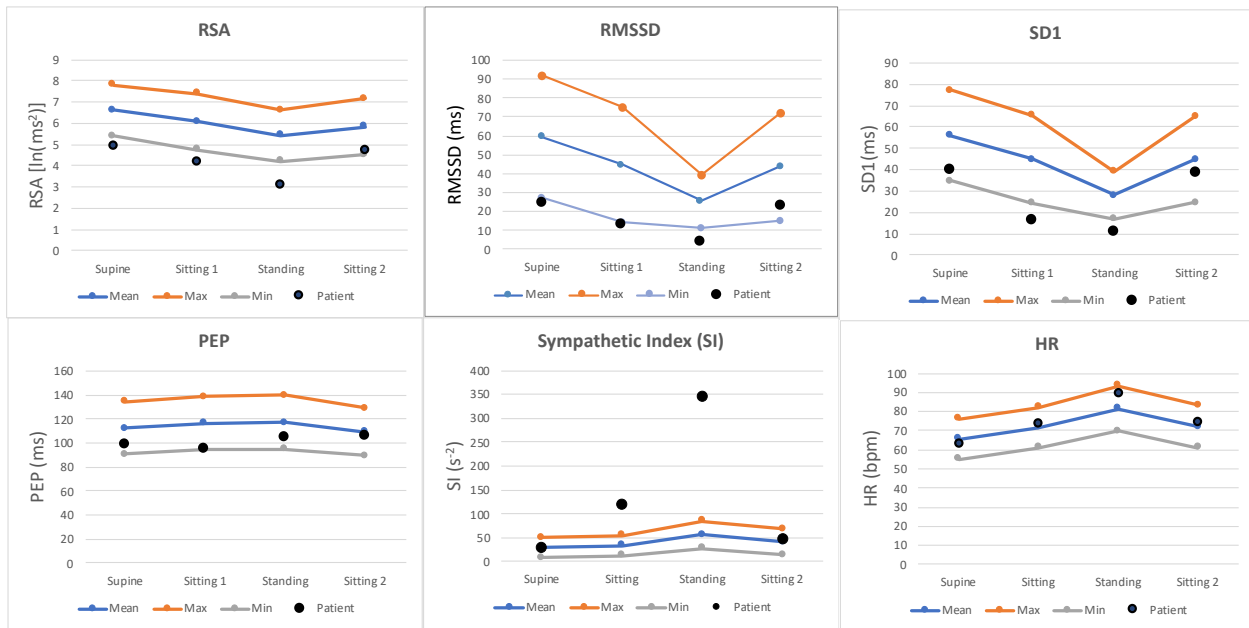 RSA
RSA [ln( ms²)]
9
8
7
6
5
4
3
2
1
0
Supine Sitting 1 Standing Sitting 2
Mean Max Min Patient
RMSSD
RMSSD (ms)
100
90
80
70
60
50
40
30
20
10
0
Supine Sitting 1 Standing Sitting 2
Mean Max Min Patient
SD1
SD1 (ms)
90
80
70
60
50
40
30
20
10
0
Supine Sitting 1 Standing Sitting 2
Mean Max Min Patient
PEP
PEP (ms)
160
140
120
100
80
60
40
20
0
Supine Sitting 1 Standing Sitting 2
Mean Max Min Patient
Sympathetic Index (SI)
SI (s⁻²)
400
350
300
250
200
150
100
50
0
Supine Sitting Standing Sitting 2
Mean Max Min Patient
HR
HR (bpm)
100
90
80
70
60
50
40
30
20
10
0
Supine Sitting Standing Sitting 2
Mean Max Min Patient